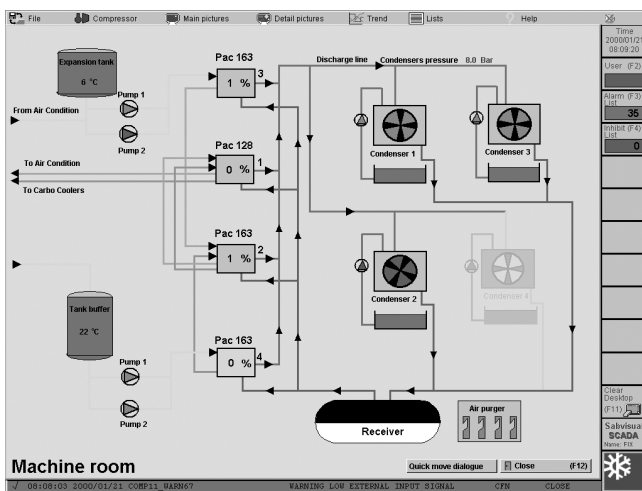 File Compressor Main pictures Detail pictures Trend Lists Help
Time
2000/01/21
08:09:20
User (F2)
Alarm (F3)
List
35
Inhibit (F4)
List
0
Expansion tank
6 °C
Pump 1
Pump 2
From Air Condition
To Air Condition
To Carbo Coolers
Pac 163
1 % 3
Pac 128
0 % 1
Pac 163
1 % 2
Pac 163
0 % 4
Discharge line Condensers pressure 8.0 Bar
Condenser 1
Condenser 3
Condenser 2
Condenser 4
Tank buffer
22 °C
Pump 1
Pump 2
Receiver
Air purger
Clear
Desktop
(F11)
Sabvisual
SCADA
Name: FIX
Machine room
Quick move dialogue
Close (F12)
√ 08:08:03 2000/01/21 COMP11_WARN67 WARNING LOW EXTERNAL INPUT SIGNAL CFN CLOSE